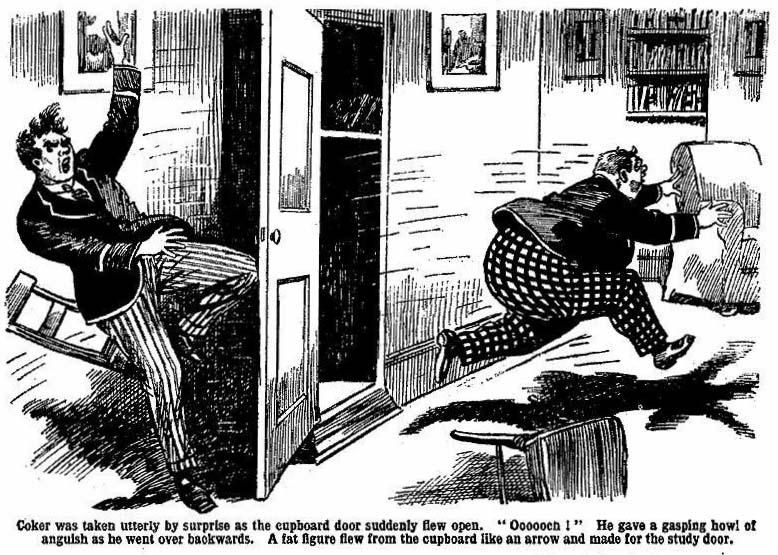 Coker was taken utterly by surprise as the cupboard door suddenly flew open. "Oooooch!" He gave a gasping howl of
anguish as he went over backwards. A fat figure flew from the cupboard like an arrow and made for the study door.